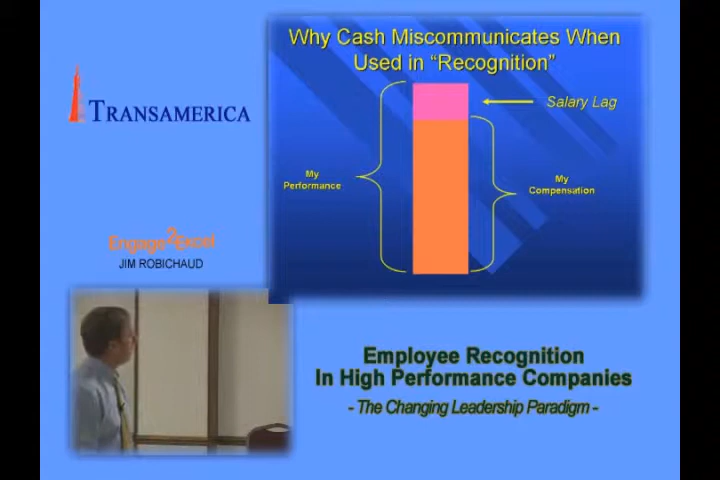 Why Cash Miscommunicates When
Used in “Recognition”
TRANSAMERICA
Salary Lag
My
Performance
My
Compensation
Engage2Excel
JIM ROBICHAUD
Employee Recognition
In High Performance Companies
- The Changing Leadership Paradigm -